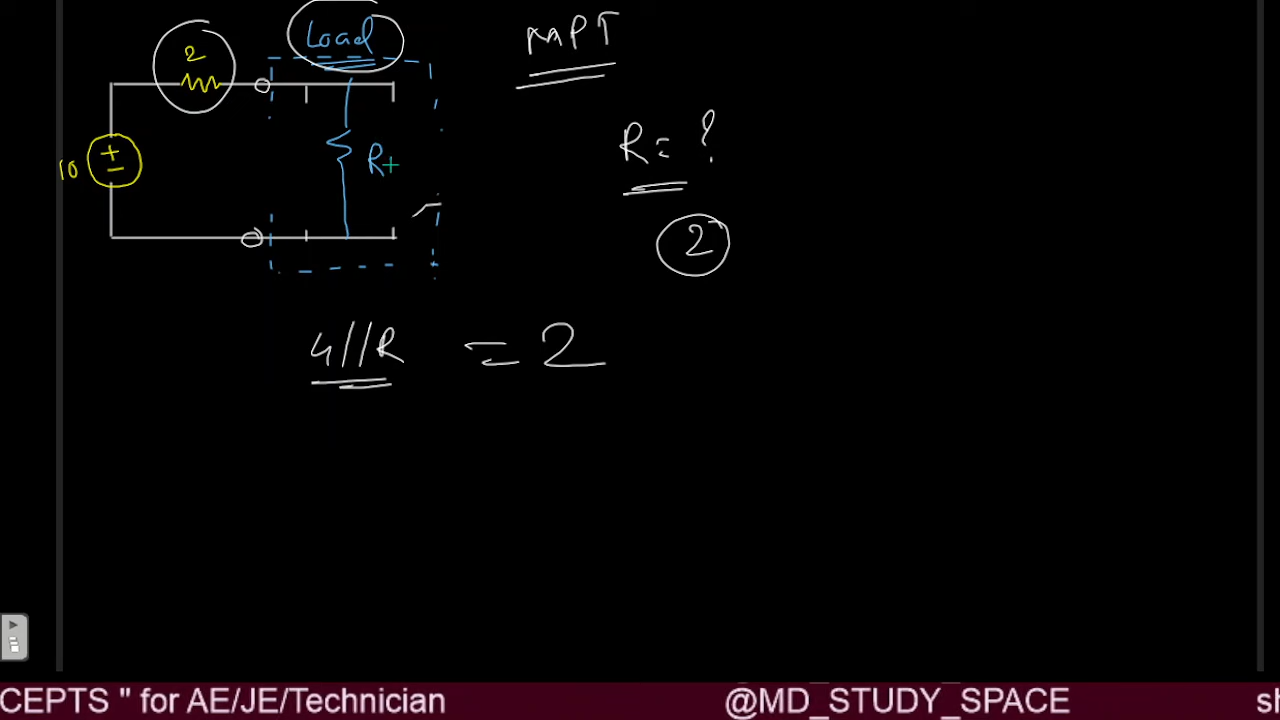 Load
MPT
2
10
R+
R = ?
2
4//R = 2
CEPTS " for AE/JE/Technician
@MD_STUDY_SPACE
sh